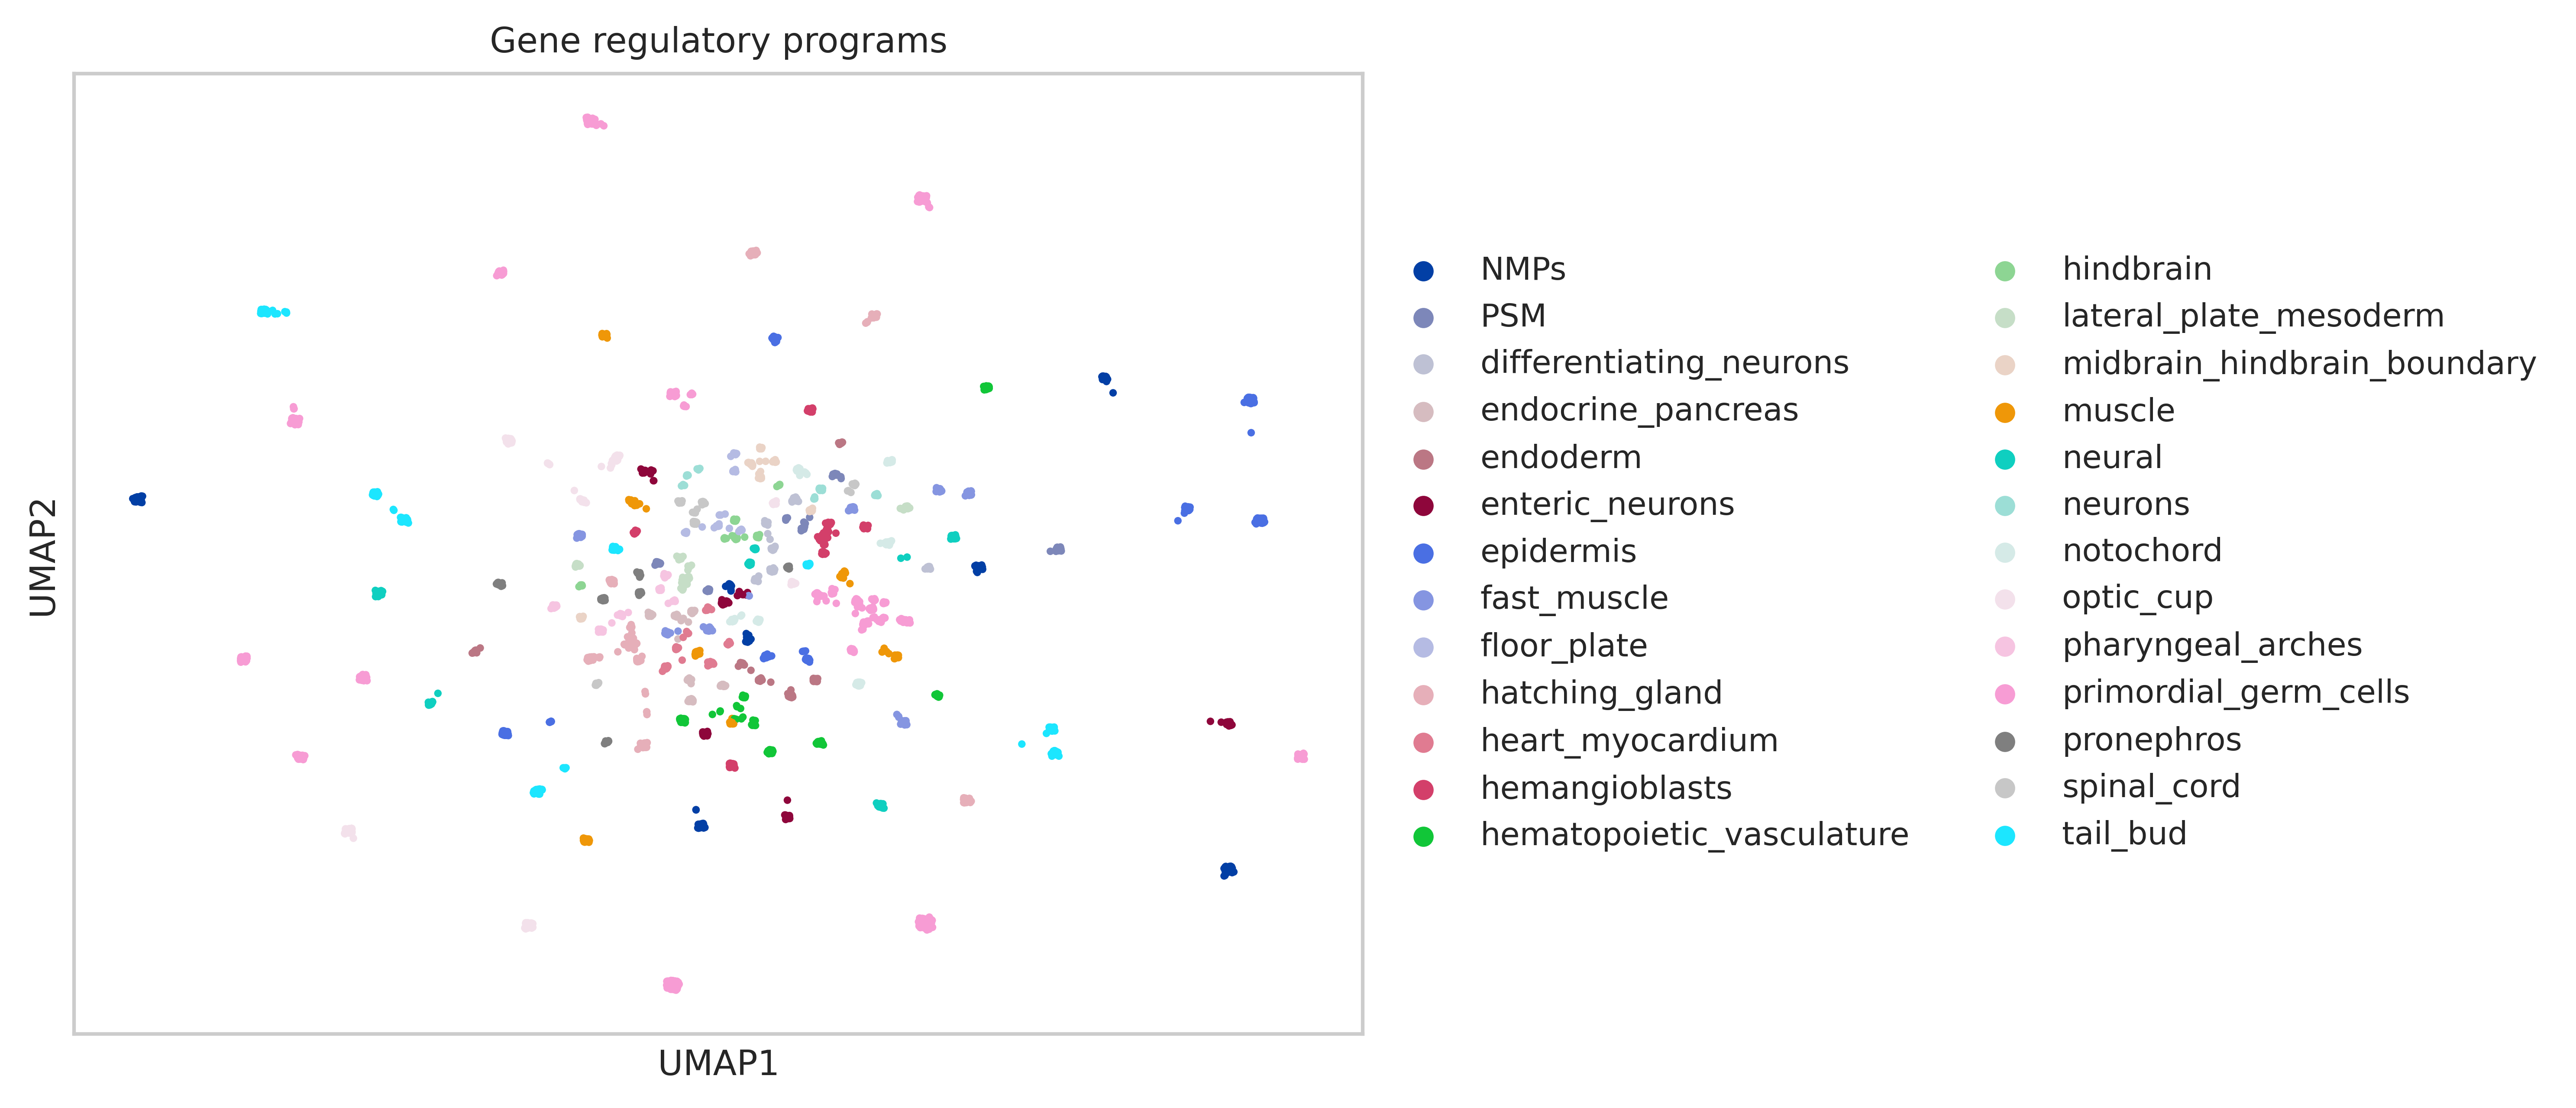 Gene regulatory programs
UMAP2
UMAP1
NMPs
PSM
differentiating_neurons
endocrine_pancreas
endoderm
enteric_neurons
epidermis
fast_muscle
floor_plate
hatching_gland
heart_myocardium
hemangioblasts
hematopoietic_vasculature
hindbrain
lateral_plate_mesoderm
midbrain_hindbrain_boundary
muscle
neural
neurons
notochord
optic_cup
pharyngeal_arches
primordial_germ_cells
pronephros
spinal_cord
tail_bud